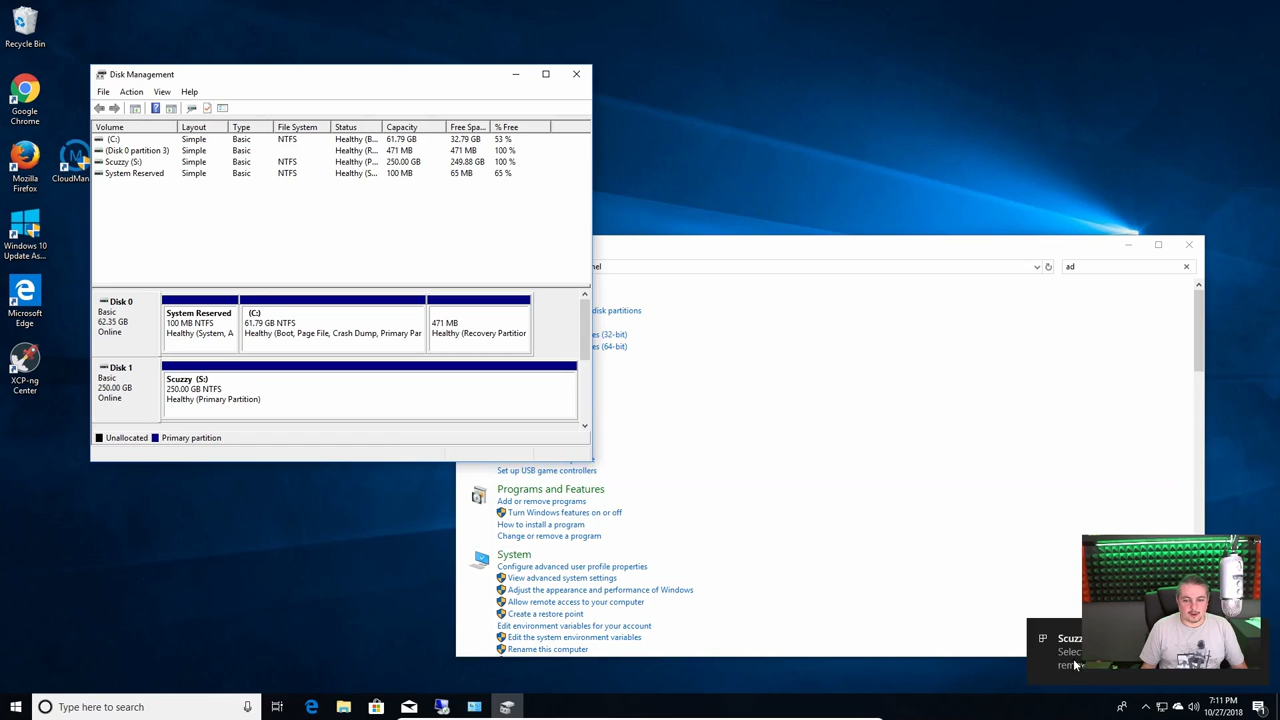 Recycle Bin
Google
Chrome
Mozilla
Firefox
CloudMan
Windows 10
Update As...
Microsoft
Edge
XCP-ng
Center
Disk Management
File Action View Help
Volume Layout Type File System Status Capacity Free Spa... % Free
(C:) Simple Basic NTFS Healthy (B... 61.79 GB 32.79 GB 53 %
(Disk 0 partition 3) Simple Basic Healthy (R... 471 MB 471 MB 100 %
Scuzzy (S:) Simple Basic NTFS Healthy (P... 250.00 GB 249.88 GB 100 %
System Reserved Simple Basic NTFS Healthy (S... 100 MB 65 MB 65 %
Disk 0
Basic
62.35 GB
Online
System Reserved
100 MB NTFS
Healthy (System, A
(C:)
61.79 GB NTFS
Healthy (Boot, Page File, Crash Dump, Primary Par
471 MB
Healthy (Recovery Partitior
Disk 1
Basic
250.00 GB
Online
Scuzzy (S:)
250.00 GB NTFS
Healthy (Primary Partition)
Unallocated Primary partition
nel
ad
disk partitions
es (32-bit)
es (64-bit)
Set up USB game controllers
Programs and Features
Add or remove programs
Turn Windows features on or off
How to install a program
Change or remove a program
System
Configure advanced user profile properties
View advanced system settings
Adjust the appearance and performance of Windows
Allow remote access to your computer
Create a restore point
Edit environment variables for your account
Edit the system environment variables
Rename this computer
Scuzz
Selec
Type here to search
7:11 PM
10/27/2018